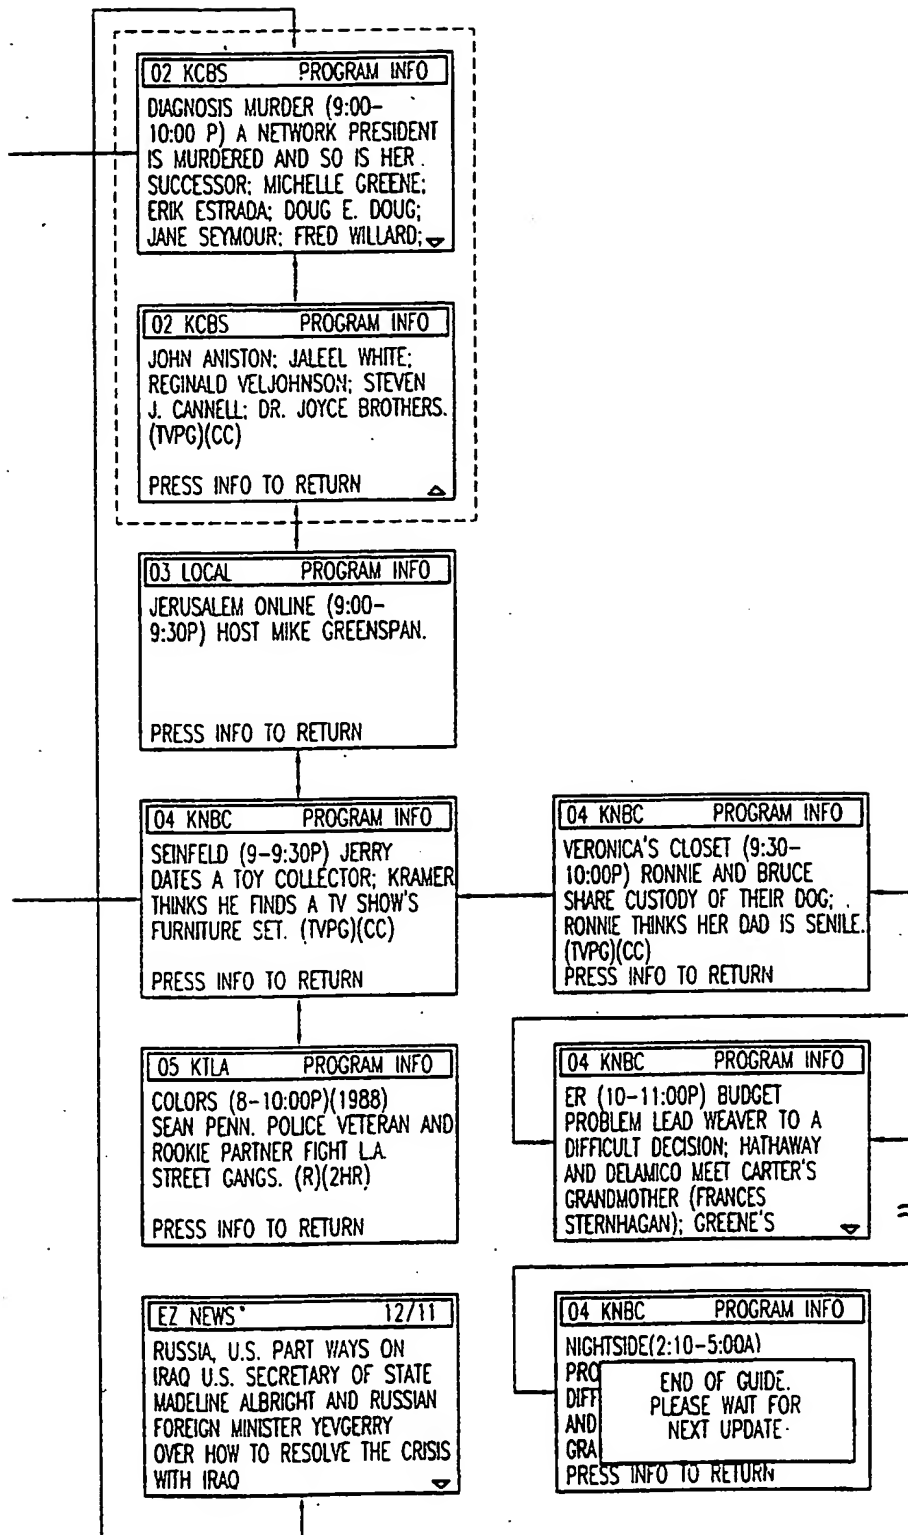 02 KCBS PROGRAM INFO
DIAGNOSIS MURDER (9:00-
10:00 P) A NETWORK PRESIDENT
IS MURDERED AND SO IS HER
SUCCESSOR; MICHELLE GREENE;
ERIK ESTRADA; DOUG E. DOUG;
JANE SEYMOUR; FRED WILLARD;
02 KCBS PROGRAM INFO
JOHN ANISTON; JALEEL WHITE;
REGINALD VELJOHNSON; STEVEN
J. CANNELL; DR. JOYCE BROTHERS.
(TVPG)(CC)
PRESS INFO TO RETURN
03 LOCAL PROGRAM INFO
JERUSALEM ONLINE (9:00-
9:30P) HOST MIKE GREENSPAN.
PRESS INFO TO RETURN
04 KNBC PROGRAM INFO
SEINFELD (9-9:30P) JERRY
DATES A TOY COLLECTOR; KRAMER
THINKS HE FINDS A TV SHOW'S
FURNITURE SET. (TVPG)(CC)
PRESS INFO TO RETURN
04 KNBC PROGRAM INFO
VERONICA'S CLOSET (9:30-
10:00P) RONNIE AND BRUCE
SHARE CUSTODY OF THEIR DOG;
RONNIE THINKS HER DAD IS SENILE.
(TVPG)(CC)
PRESS INFO TO RETURN
05 KTLA PROGRAM INFO
COLORS (8-10:00P)(1988)
SEAN PENN. POLICE VETERAN AND
ROOKIE PARTNER FIGHT L.A.
STREET GANGS. (R)(2HR)
PRESS INFO TO RETURN
04 KNBC PROGRAM INFO
ER (10-11:00P) BUDGET
PROBLEM LEAD WEAVER TO A
DIFFICULT DECISION; HATHAWAY
AND DELAMICO MEET CARTER'S
GRANDMOTHER (FRANCES
STERNHAGAN); GREENE'S
EZ NEWS 12/11
RUSSIA, U.S. PART WAYS ON
IRAQ U.S. SECRETARY OF STATE
MADELINE ALBRIGHT AND RUSSIAN
FOREIGN MINISTER YEVGERRY
OVER HOW TO RESOLVE THE CRISIS
WITH IRAQ
04 KNBC PROGRAM INFO
NIGHTSIDE(2:10-5:00A)
PRO
DIFF
AND
GRA
END OF GUIDE.
PLEASE WAIT FOR
NEXT UPDATE
PRESS INFO TO RETURN